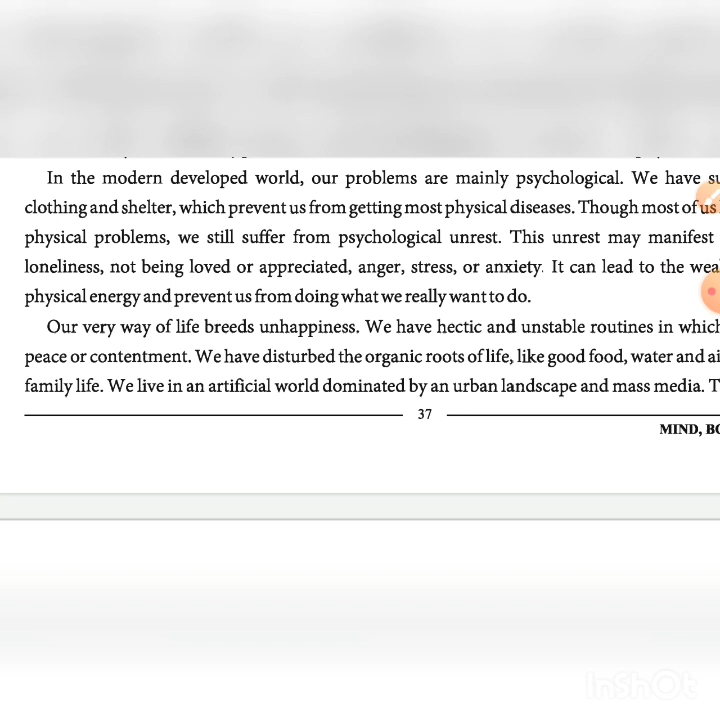 In the modern developed world, our problems are mainly psychological. We have
clothing and shelter, which prevent us from getting most physical diseases. Though most of us
physical problems, we still suffer from psychological unrest. This unrest may manifest
loneliness, not being loved or appreciated, anger, stress, or anxiety. It can lead to the
physical energy and prevent us from doing what we really want to do.
Our very way of life breeds unhappiness. We have hectic and unstable routines in which
peace or contentment. We have disturbed the organic roots of life, like good food, water and
family life. We live in an artificial world dominated by an urban landscape and mass media.
37
MIND,
InShOt